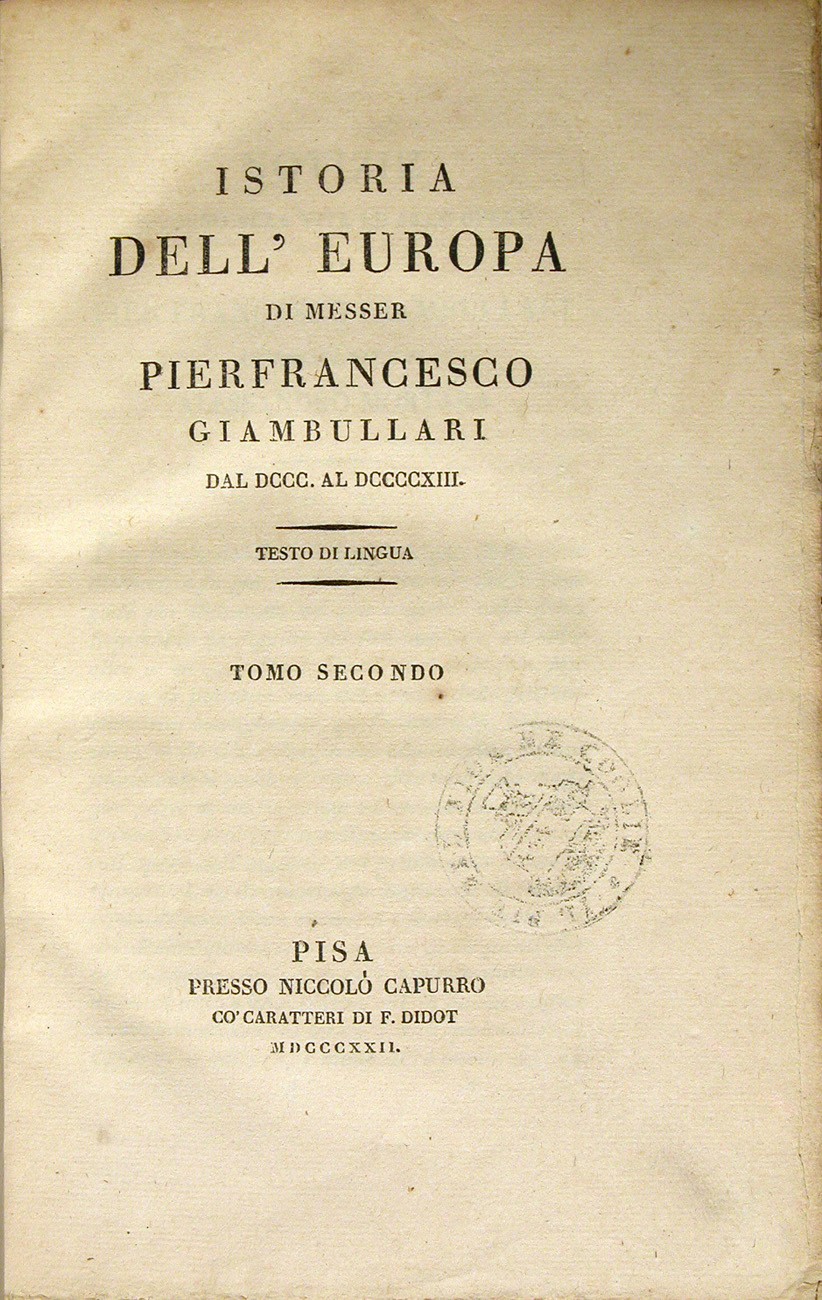 ISTORIA
DELL' EUROPA
DI MESSER
PIERFRANCESCO
GIAMBULLARI
DAL DCCC. AL DCCCCXIII.
TESTO DI LINGUA
TOMO SECONDO
PISA
PRESSO NICCOLÒ CAPURRO
CO' CARATTERI DI F. DIDOT
MDCCCXXII.